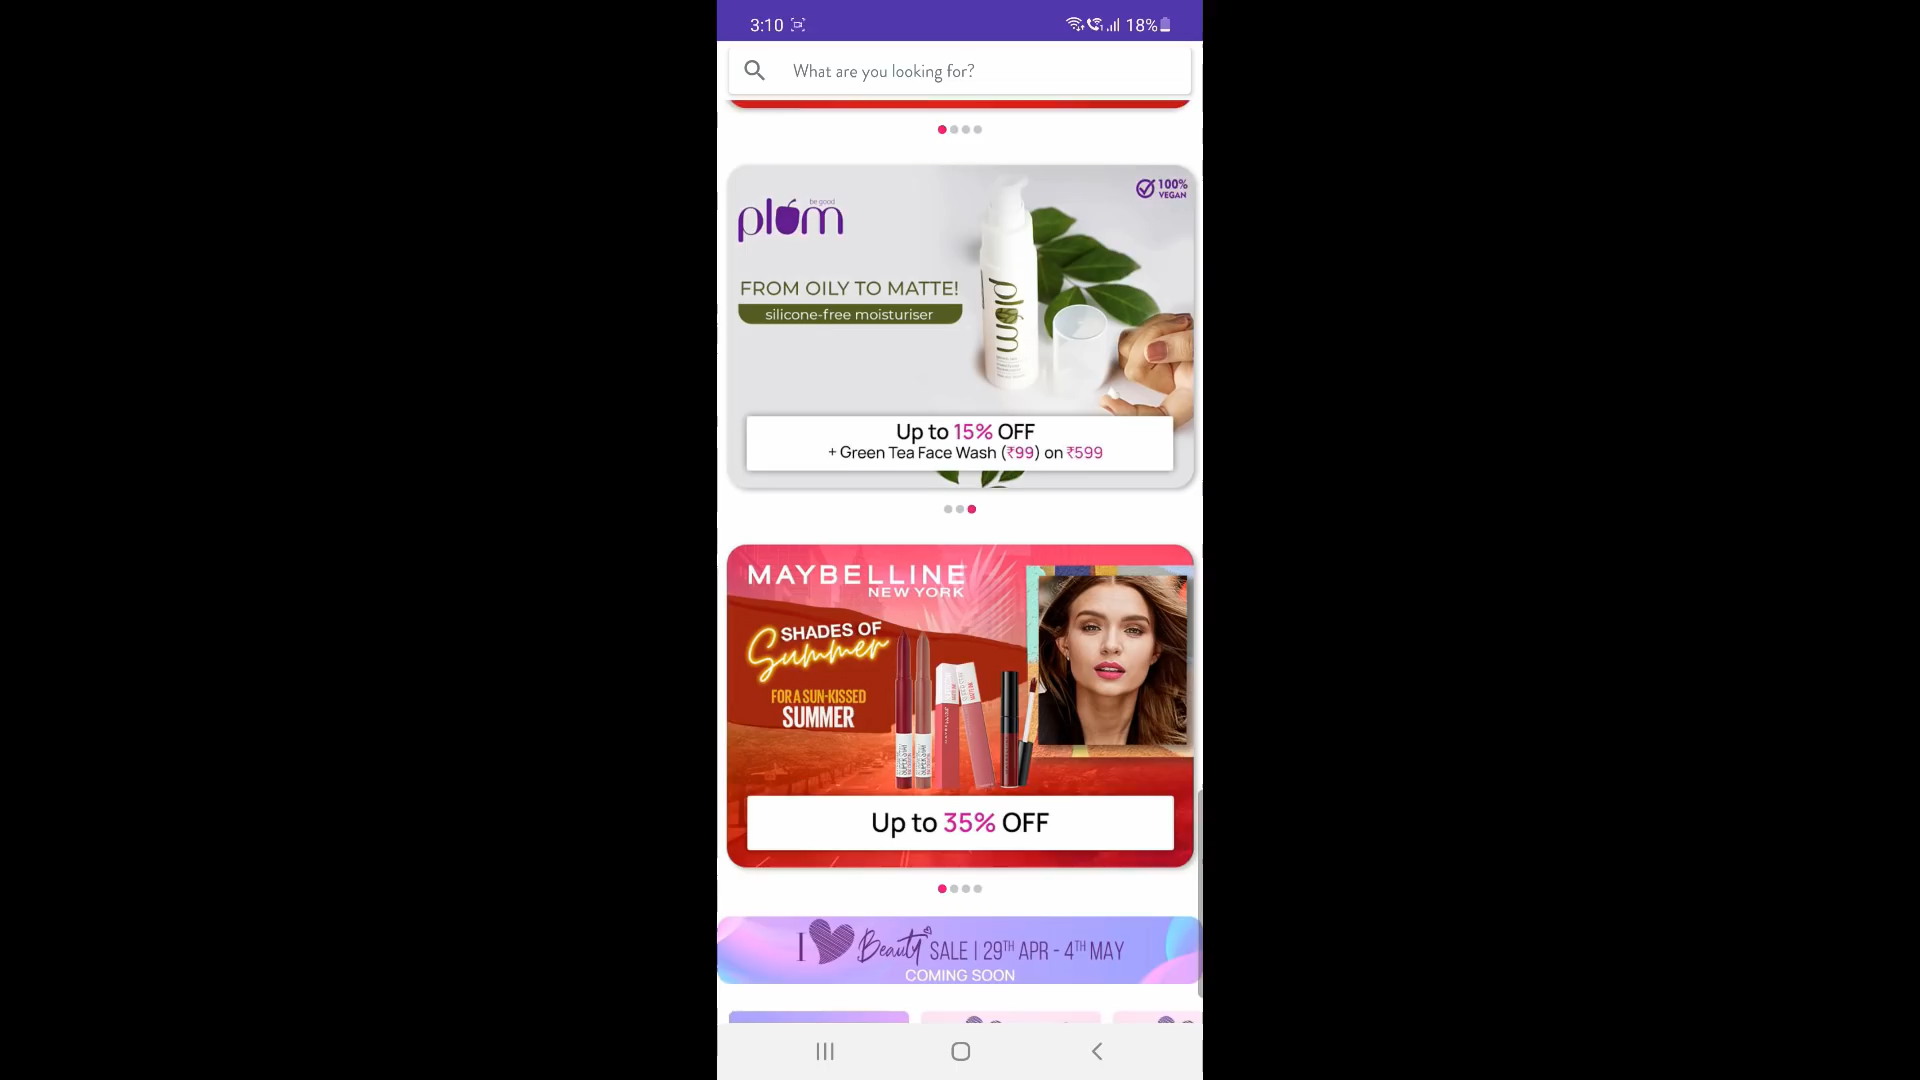 3:10
18%
What are you looking for?
be good
plum
100%
VEGAN
FROM OILY TO MATTE!
silicone-free moisturiser
plum
Up to 15% OFF
+ Green Tea Face Wash (₹99) on ₹599
MAYBELLINE
NEW YORK
SHADES OF
Summer
FOR A SUN-KISSED
SUMMER
Up to 35% OFF
I Beauty SALE | 29TH APR - 4TH MAY
COMING SOON